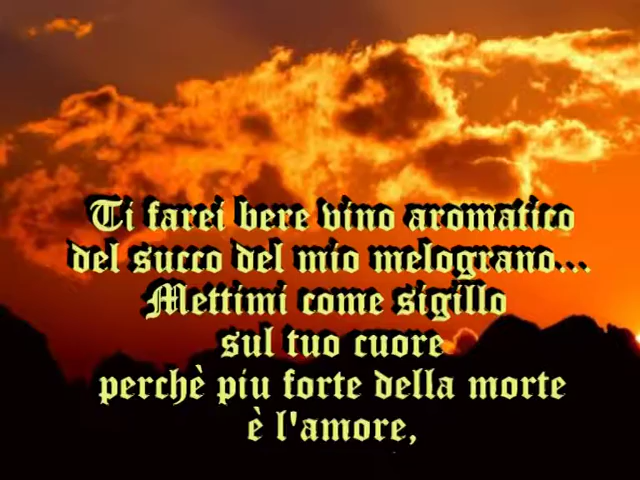 Ti farei bere vino aromatico
del succo del mio melograno...
Mettimi come sigillo
sul tuo cuore
perchè piu forte della morte
è l'amore,